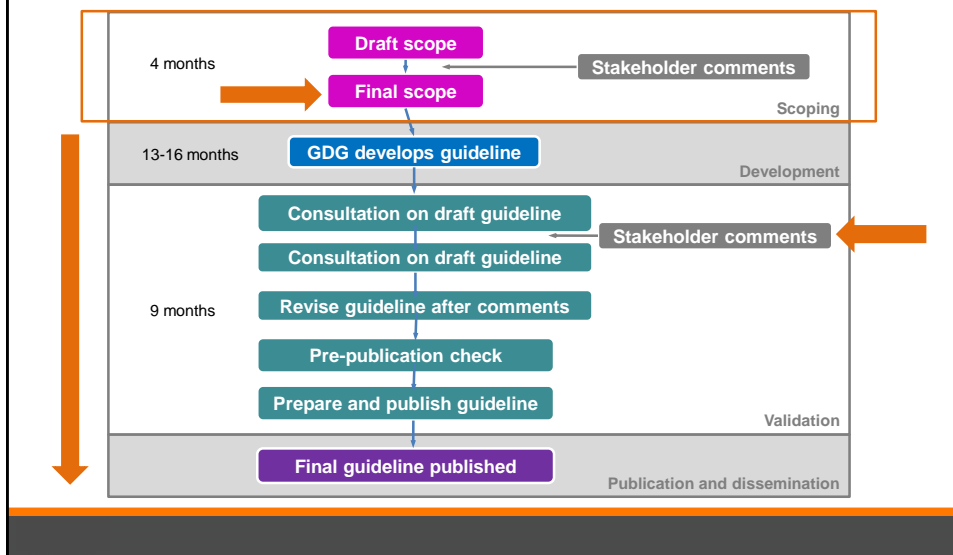 Draft scope
4 months
Stakeholder comments
Final scope
Scoping
13-16 months
GDG develops guideline
Development
Consultation on draft guideline
Stakeholder comments
Consultation on draft guideline
9 months
Revise guideline after comments
Pre-publication check
Prepare and publish guideline
Validation
Final guideline published
Publication and dissemination